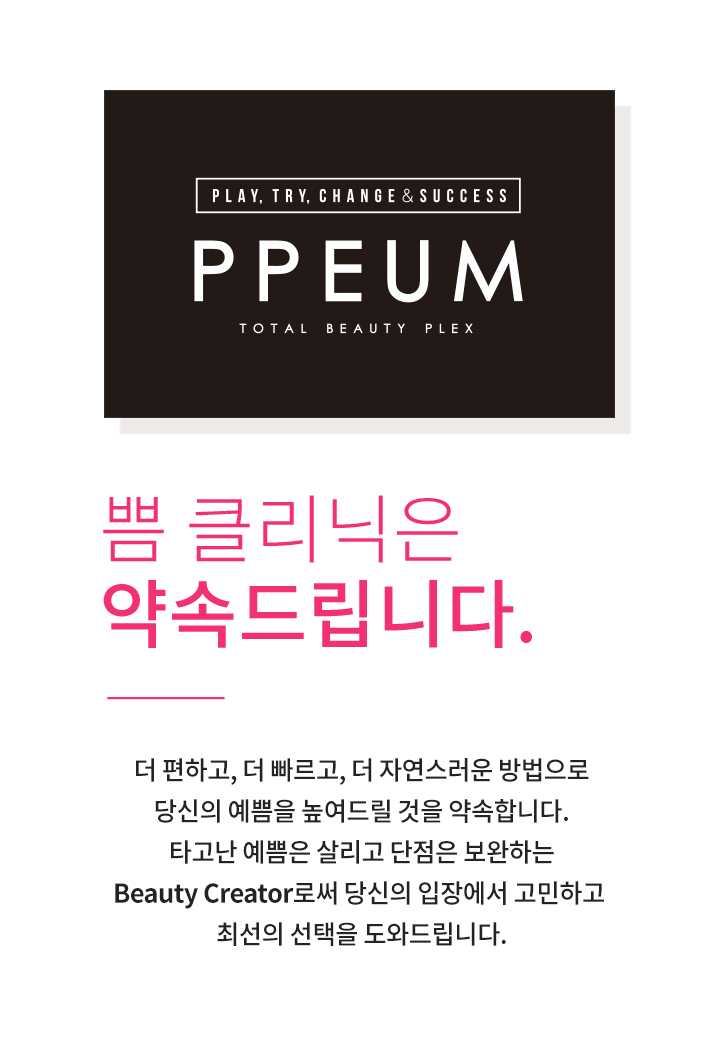 PLAY, TRY, CHANGE & SUCCESS
PPEUM
TOTAL BEAUTY PLEX
쁨 클리닉은
약속드립니다.
더 편하고, 더 빠르고, 더 자연스러운 방법으로
당신의 예쁨을 높여드릴 것을 약속합니다.
타고난 예쁨은 살리고 단점은 보완하는
Beauty Creator로써 당신의 입장에서 고민하고
최선의 선택을 도와드립니다.